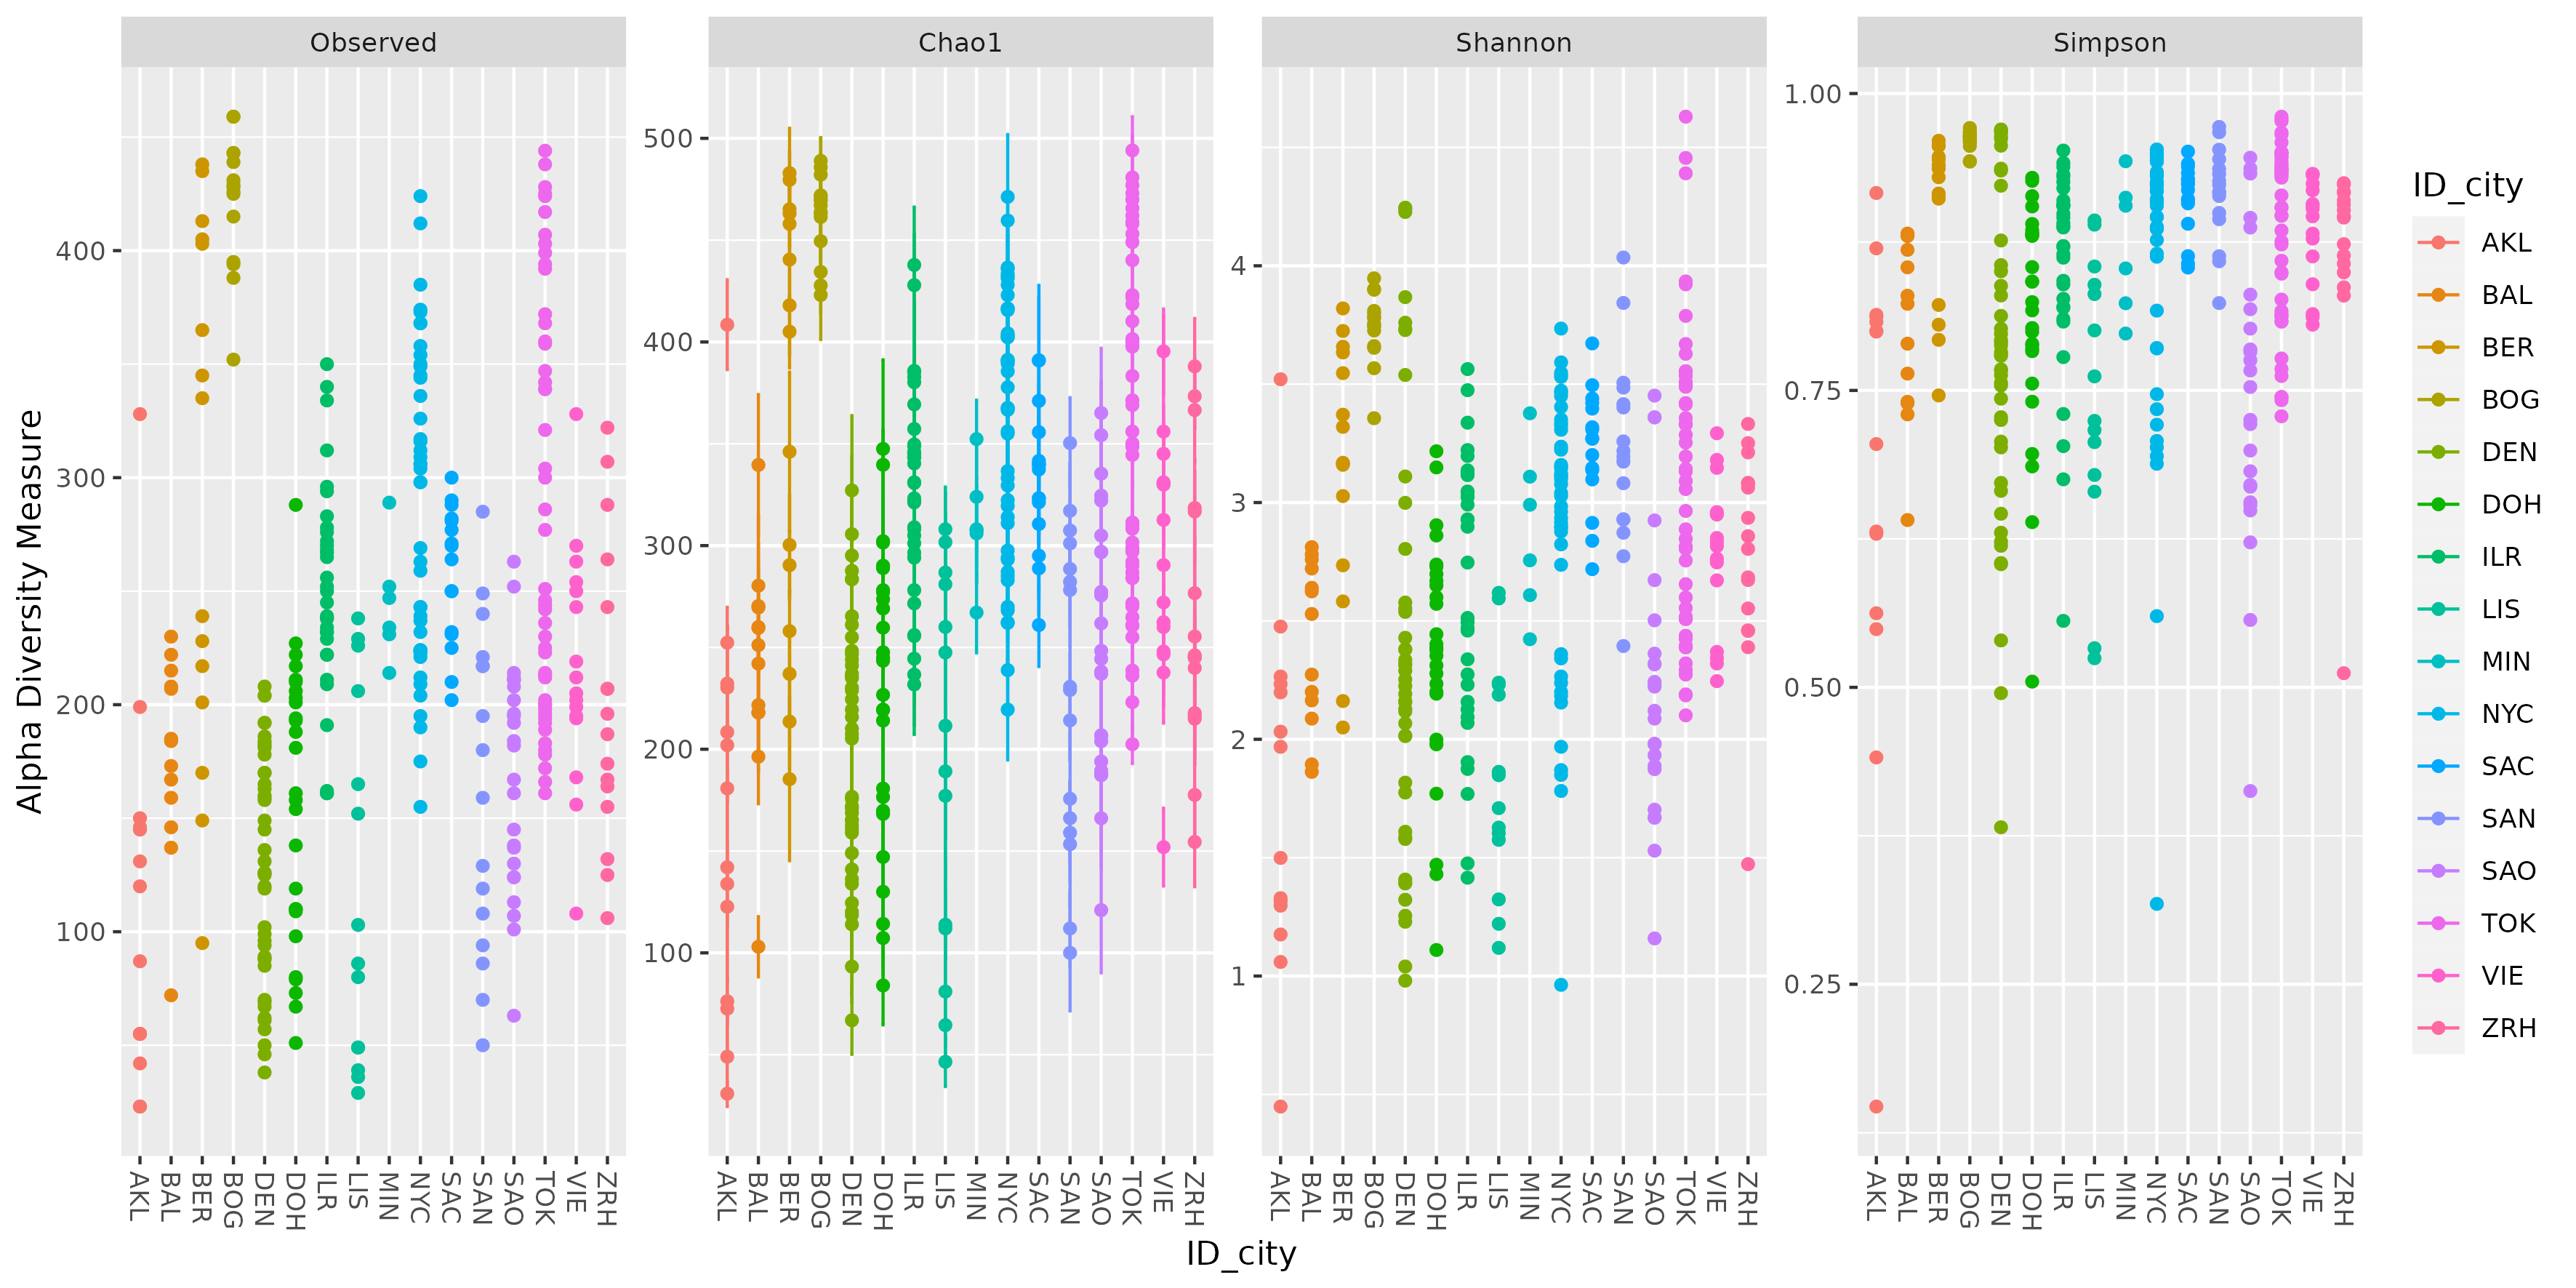 Observed
Chao1
Shannon
Simpson
Alpha Diversity Measure
400
300
200
100
500
400
300
200
100
4
3
2
1
1.00
0.75
0.50
0.25
AKL BAL BER BOG DEN DOH ILR LIS MIN NYC SAC SAN SAO TOK VIE ZRH
AKL BAL BER BOG DEN DOH ILR LIS MIN NYC SAC SAN SAO TOK VIE ZRH
AKL BAL BER BOG DEN DOH ILR LIS MIN NYC SAC SAN SAO TOK VIE ZRH
AKL BAL BER BOG DEN DOH ILR LIS MIN NYC SAC SAN SAO TOK VIE ZRH
ID_city
ID_city
AKL
BAL
BER
BOG
DEN
DOH
ILR
LIS
MIN
NYC
SAC
SAN
SAO
TOK
VIE
ZRH